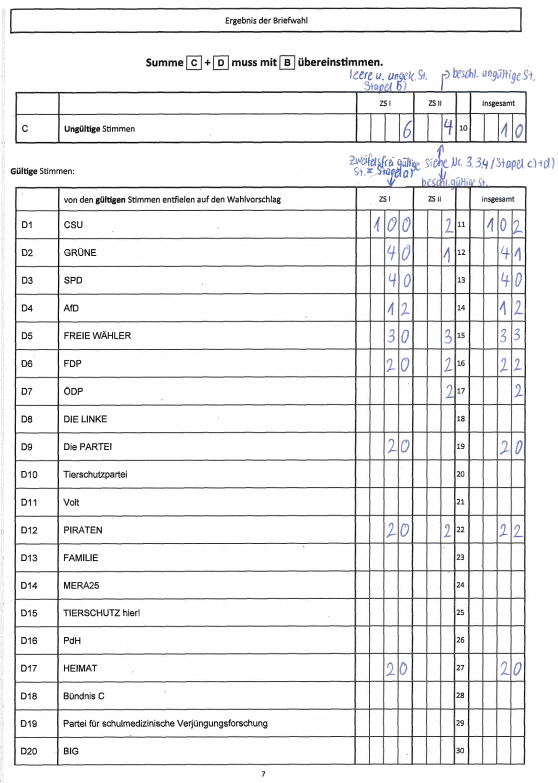 Ergebnis der Briefwahl
Summe C + D muss mit B übereinstimmen.
leere u. ungek. St. Stapel b) beschl. ungültige St.
ZS I ZS II Insgesamt
C Ungültige Stimmen 6 4 10 10
zweifelsfrei gültige St. = Stapel a) siehe Nr. 3.34/Stapel c)+d)
beschl. gültige St.
Gültige Stimmen:
von den gültigen Stimmen entfielen auf den Wahlvorschlag ZS I ZS II Insgesamt
D1 CSU 100 2 11 102
D2 GRÜNE 40 1 12 41
D3 SPD 40 13 40
D4 AfD 12 14 12
D5 FREIE WÄHLER 30 3 15 33
D6 FDP 20 2 16 22
D7 ÖDP 2 17 2
D8 DIE LINKE 18
D9 Die PARTEI 20 19 20
D10 Tierschutzpartei 20
D11 Volt 21
D12 PIRATEN 20 2 22 22
D13 FAMILIE 23
D14 MERA25 24
D15 TIERSCHUTZ hier! 25
D16 PdH 26
D17 HEIMAT 20 27 20
D18 Bündnis C 28
D19 Partei für schulmedizinische Verjüngungsforschung 29
D20 BIG 30
7